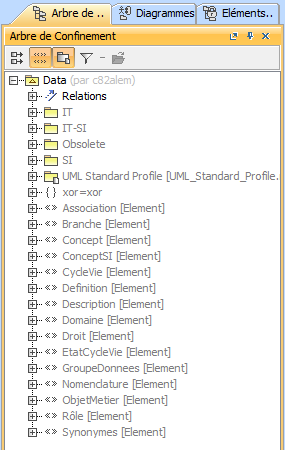 Arbre de .. Diagrammes Eléments..
Arbre de Confinement
Data (par c82alem)
Relations
IT
IT-SI
Obsolete
SI
UML Standard Profile [UML_Standard_Profile.
{ } xor=xor
«» Association [Element]
«» Branche [Element]
«» Concept [Element]
«» ConceptSI [Element]
«» CycleVie [Element]
«» Definition [Element]
«» Description [Element]
«» Domaine [Element]
«» Droit [Element]
«» EtatCycleVie [Element]
«» GroupeDonnees [Element]
«» Nomenclature [Element]
«» ObjetMetier [Element]
«» Rôle [Element]
«» Synonymes [Element]